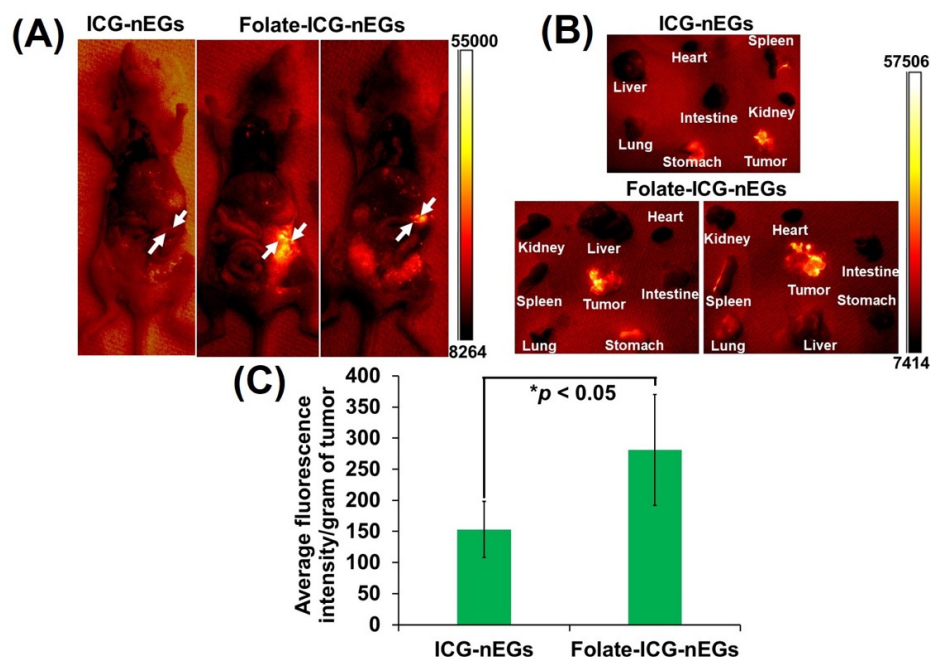 (A)
ICG-nEGs
Folate-ICG-nEGs
55000
8264
(B)
ICG-nEGs
Heart
Spleen
Liver
Intestine
Kidney
Lung
Stomach
Tumor
57506
7414
Folate-ICG-nEGs
Kidney
Liver
Heart
Spleen
Tumor
Intestine
Lung
Stomach
Kidney
Heart
Intestine
Spleen
Tumor
Stomach
Lung
Liver
(C)
Average fluorescence
intensity/gram of tumor
400
350
300
250
200
150
100
50
0
*p < 0.05
ICG-nEGs
Folate-ICG-nEGs